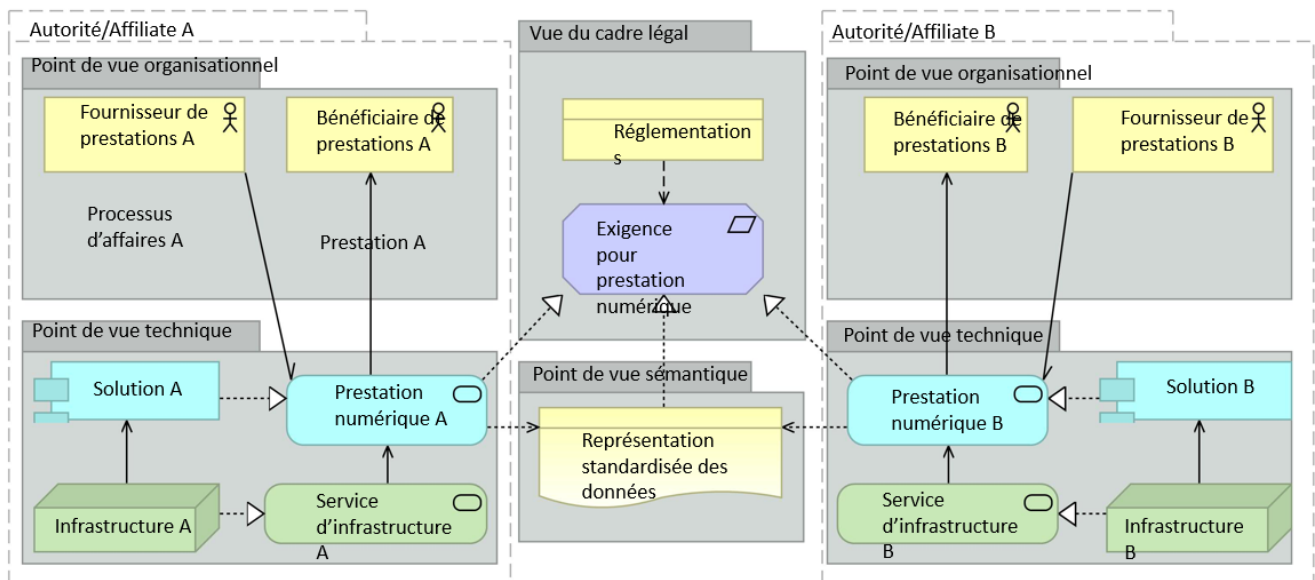 Autorité/Affiliate A
Point de vue organisationnel
Fournisseur de
prestations A
Bénéficiaire de
prestations A
Processus
d'affaires A
Prestation A
Point de vue technique
Solution A
Prestation
numérique A
Infrastructure A
Service
d'infrastructure
A
Vue du cadre légal
Réglementation
s
Exigence
pour
prestation
numérique
Point de vue sémantique
Représentation
standardisée des
données
Autorité/Affiliate B
Point de vue organisationnel
Bénéficiaire de
prestations B
Fournisseur de
prestations B
Point de vue technique
Prestation
numérique B
Solution B
Service
d'infrastructure
B
Infrastructure
B